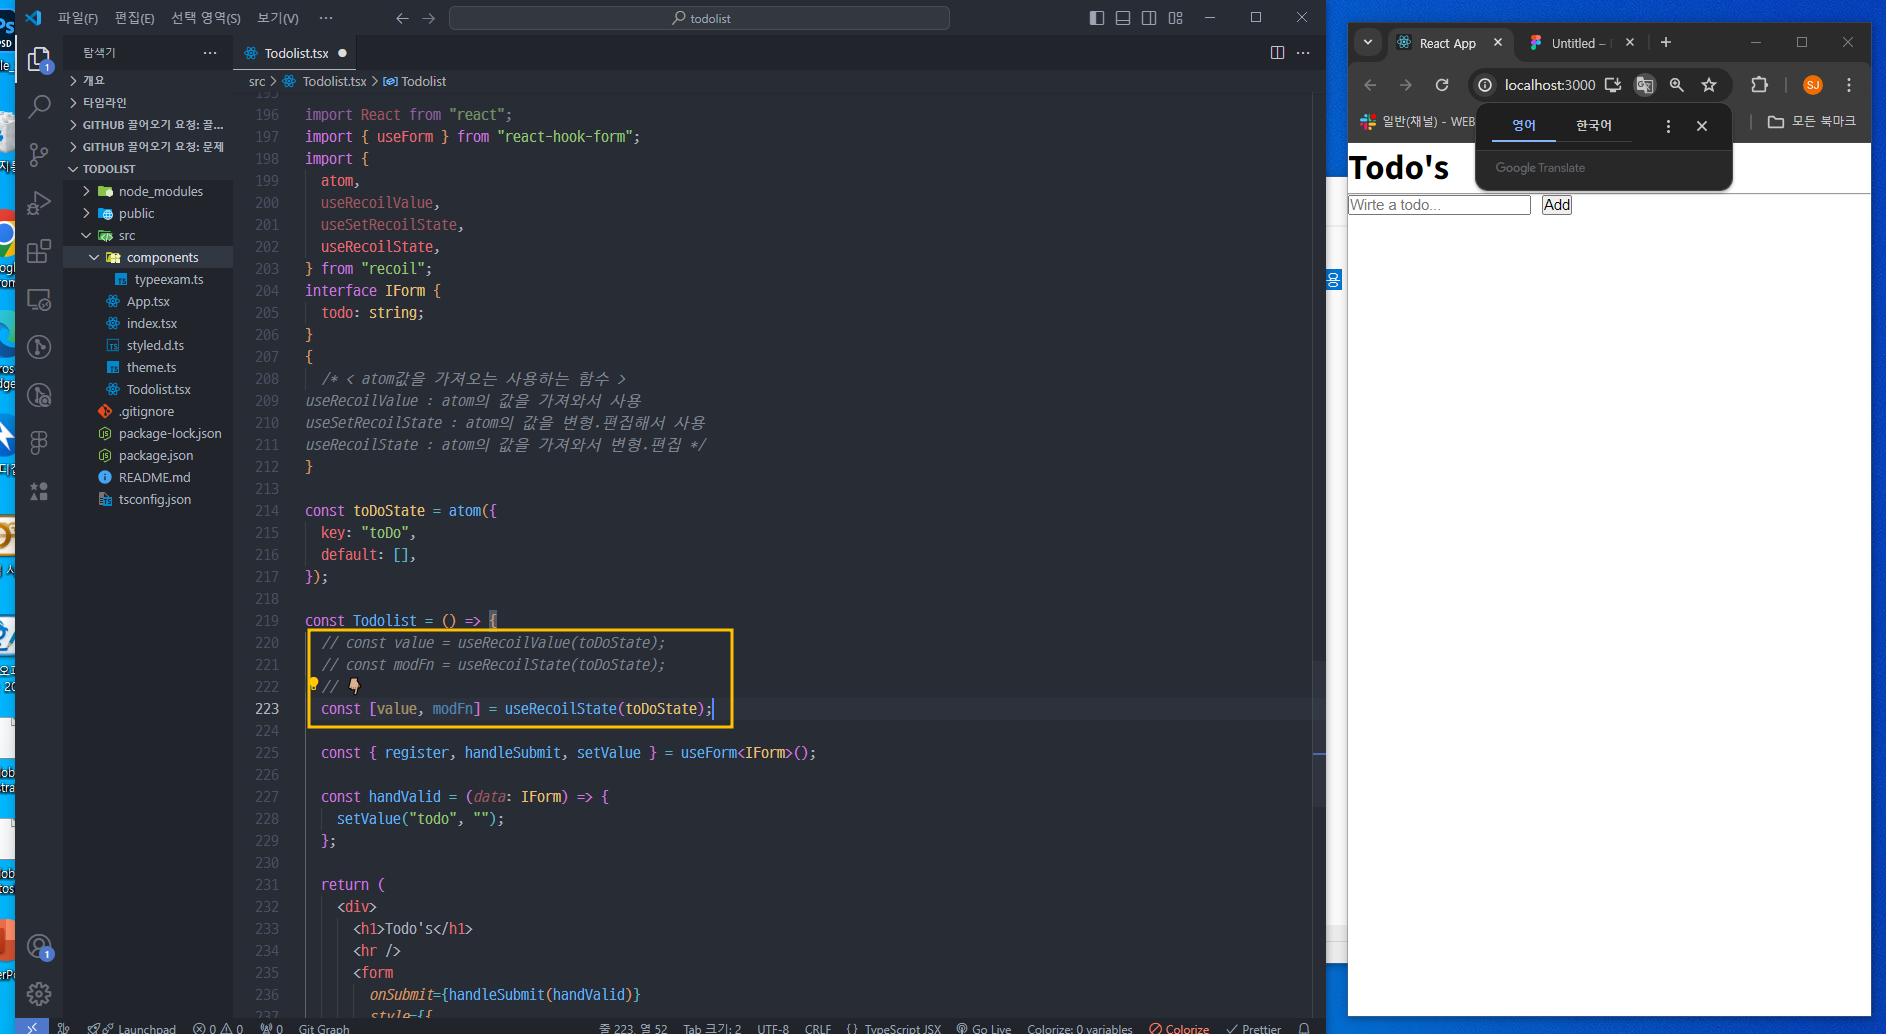 파일(F) 편집(E) 선택 영역(S) 보기(V) ··· todolist
탐색기 ···
개요
타임라인
GITHUB 끌어오기 요청: 끌...
GITHUB 끌어오기 요청: 문제
TODOLIST
node_modules
public
src
components
typeexam.ts
App.tsx
index.tsx
styled.d.ts
theme.ts
Todolist.tsx
.gitignore
package-lock.json
package.json
README.md
tsconfig.json
Todolist.tsx
src > Todolist.tsx > Todolist
195
196 import React from "react";
197 import { useForm } from "react-hook-form";
198 import {
199 atom,
200 useRecoilValue,
201 useSetRecoilState,
202 useRecoilState,
203 } from "recoil";
204 interface IForm {
205 todo: string;
206 }
207 {
208 /* < atom값을 가져오는 사용하는 함수 >
209 useRecoilValue : atom의 값을 가져와서 사용
210 useSetRecoilState : atom의 값을 변형.편집해서 사용
211 useRecoilState : atom의 값을 가져와서 변형.편집 */
212 }
213
214 const toDoState = atom({
215 key: "toDo",
216 default: [],
217 });
218
219 const Todolist = () => {
220 // const value = useRecoilValue(toDoState);
221 // const modFn = useRecoilState(toDoState);
222 // 👇🏽
223 const [value, modFn] = useRecoilState(toDoState);
224
225 const { register, handleSubmit, setValue } = useForm<IForm>();
226
227 const handValid = (data: IForm) => {
228 setValue("todo", "");
229 };
230
231 return (
232 <div>
233 <h1>Todo's</h1>
234 <hr />
235 <form
236 onSubmit={handleSubmit(handValid)}
237 style={{
Launchpad 0 0 0 Git Graph 줄 223, 열 52 Tab 크기: 2 UTF-8 CRLF {} TypeScript JSX Go Live Colorize: 0 variables Colorize Prettier
React App Untitled –
localhost:3000 SJ
일반(채널) - WEB 모든 북마크
영어 한국어
Google Translate
Todo's
Wirte a todo... Add
용